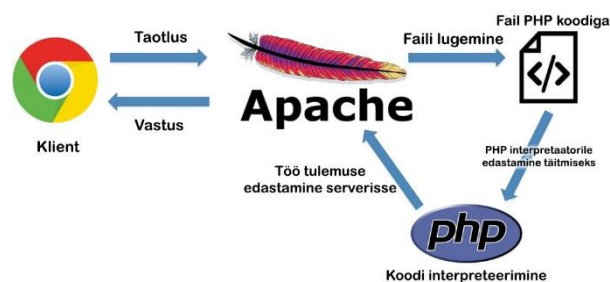 Taotlus
Vastus
Klient
Apache
Faili lugemine
Fail PHP koodiga
</>
PHP interpretaatorile
edastamine täitmiseks
Töö tulemuse
edastamine serverisse
php
Koodi interpreteerimine